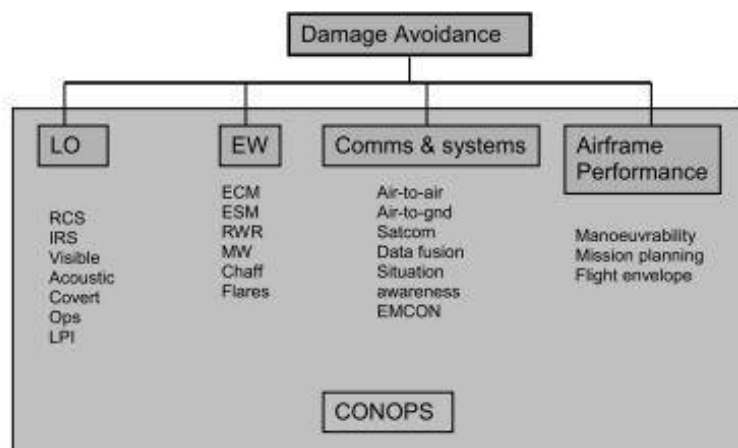 Damage Avoidance
LO
RCS
IRS
Visible
Acoustic
Covert
Ops
LPI
EW
ECM
ESM
RWR
MW
Chaff
Flares
Comms & systems
Air-to-air
Air-to-gnd
Satcom
Data fusion
Situation
awareness
EMCON
Airframe
Performance
Manoeuvrability
Mission planning
Flight envelope
CONOPS